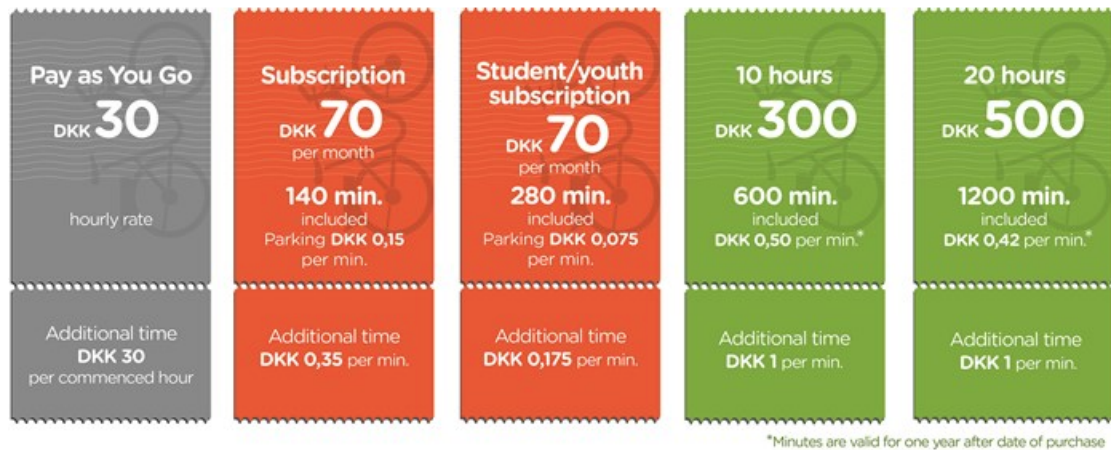 Pay as You Go
DKK 30
hourly rate
Additional time
DKK 30
per commenced hour
Subscription
DKK 70
per month
140 min.
included
Parking DKK 0,15
per min.
Additional time
DKK 0,35 per min.
Student/youth
subscription
DKK 70
per month
280 min.
included
Parking DKK 0,075
per min.
Additional time
DKK 0,175 per min.
10 hours
DKK 300
600 min.
included
DKK 0,50 per min.*
Additional time
DKK 1 per min.
20 hours
DKK 500
1200 min.
included
DKK 0,42 per min.*
Additional time
DKK 1 per min.
*Minutes are valid for one year after date of purchase